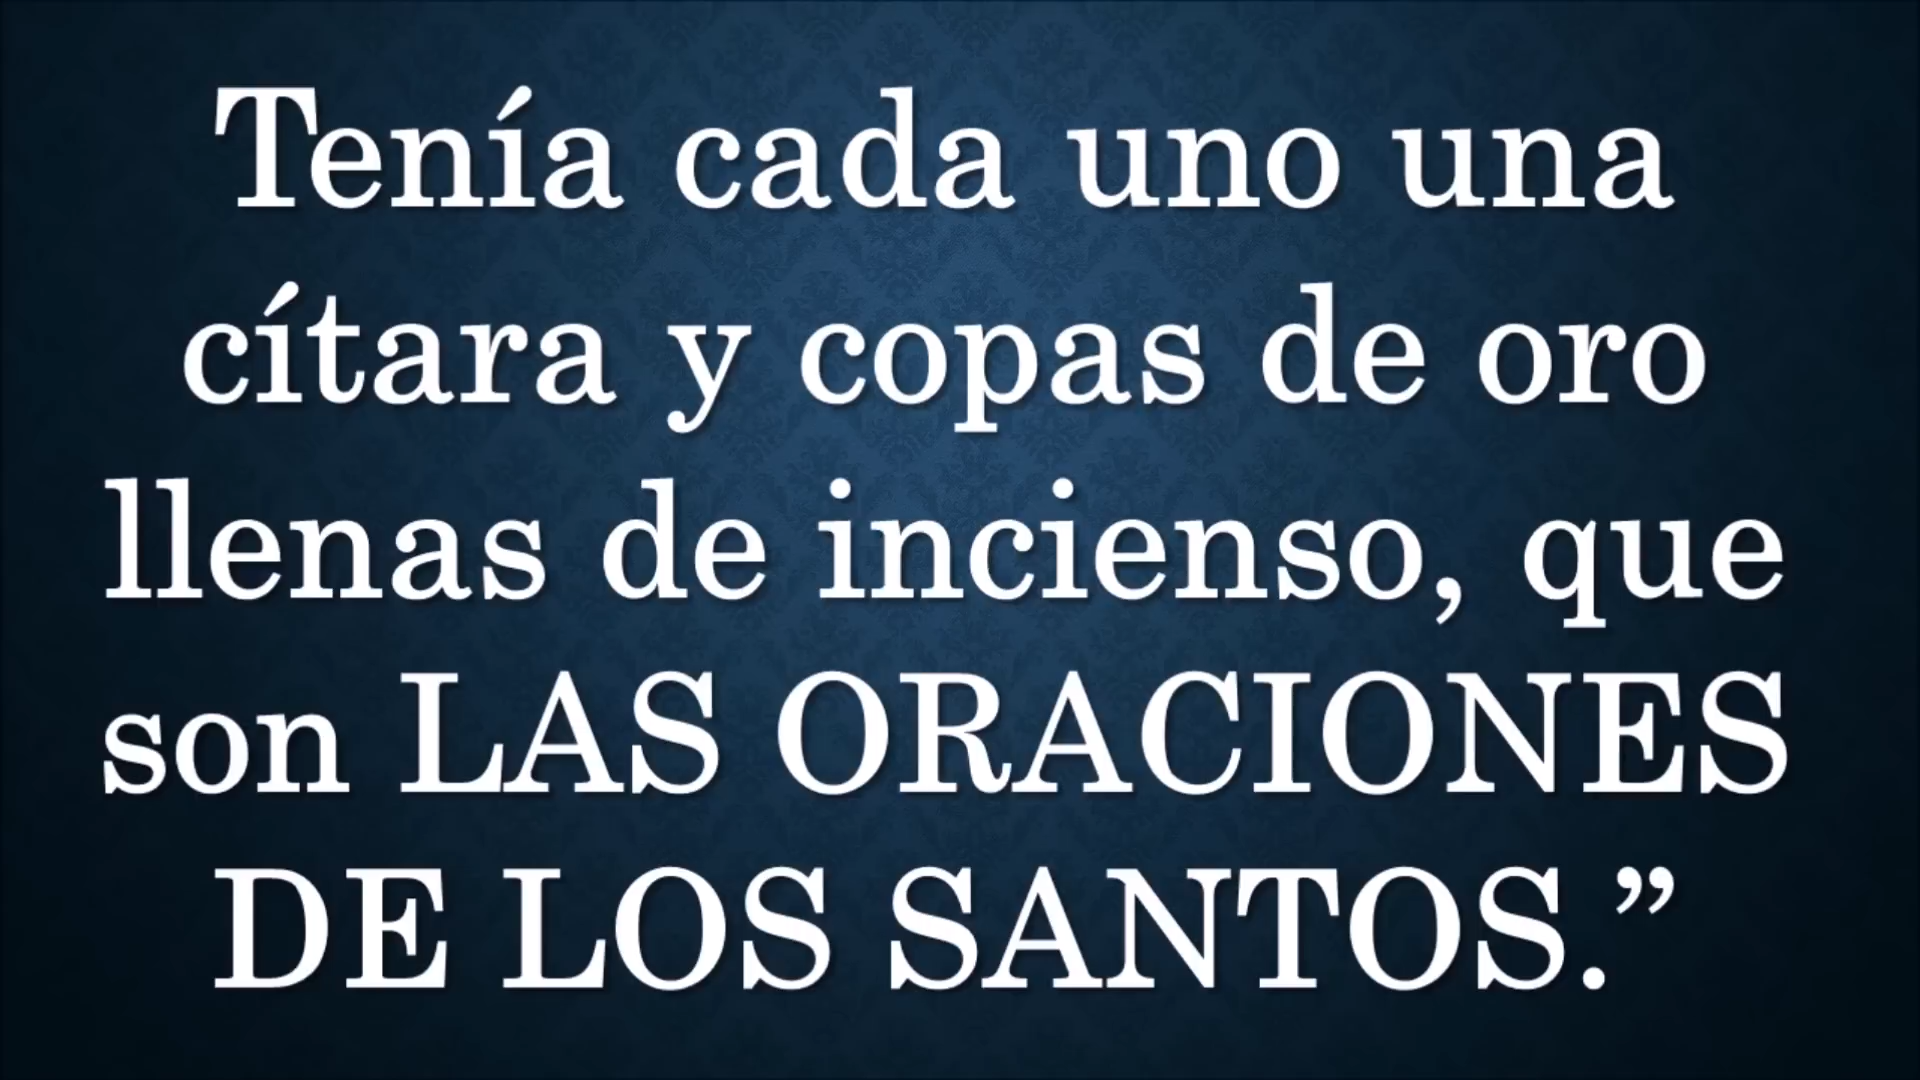 Tenía cada uno una
cítara y copas de oro
llenas de incienso, que
son LAS ORACIONES
DE LOS SANTOS.”